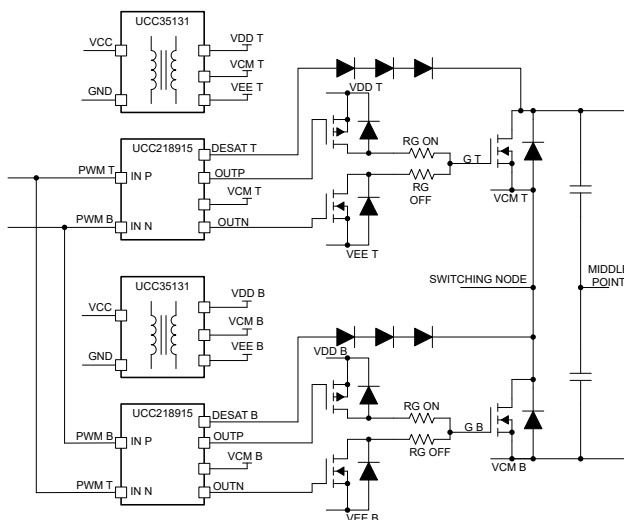 UCC35131
VCC
GND
VDD T
VCM T
VEE T
UCC218915
PWM T
PWM B
IN P
IN N
DESAT T
OUTP
VCM T
OUTN
VDD T
RG ON
RG
OFF
G T
VCM T
VEE T
SWITCHING NODE
MIDDLE
POINT
UCC35131
VCC
GND
VDD B
VCM B
VEE B
UCC218915
PWM B
PWM T
IN P
IN N
DESAT B
OUTP
VCM B
OUTN
VDD B
RG ON
RG OFF
G B
VCM B
VEE B